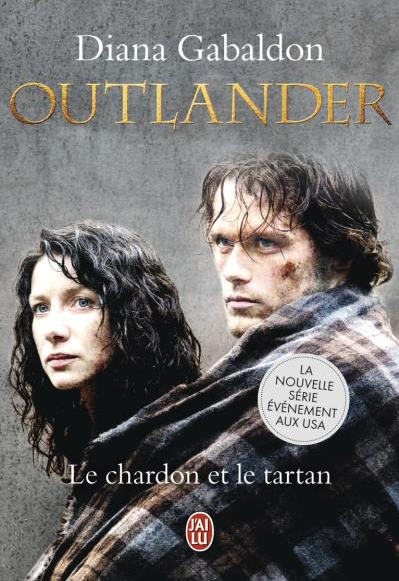 Diana Gabaldon
OUTLANDER
LA
NOUVELLE
SÉRIE
ÉVÉNEMENT
AUX USA
Le chardon et le tartan
J'AI
LU